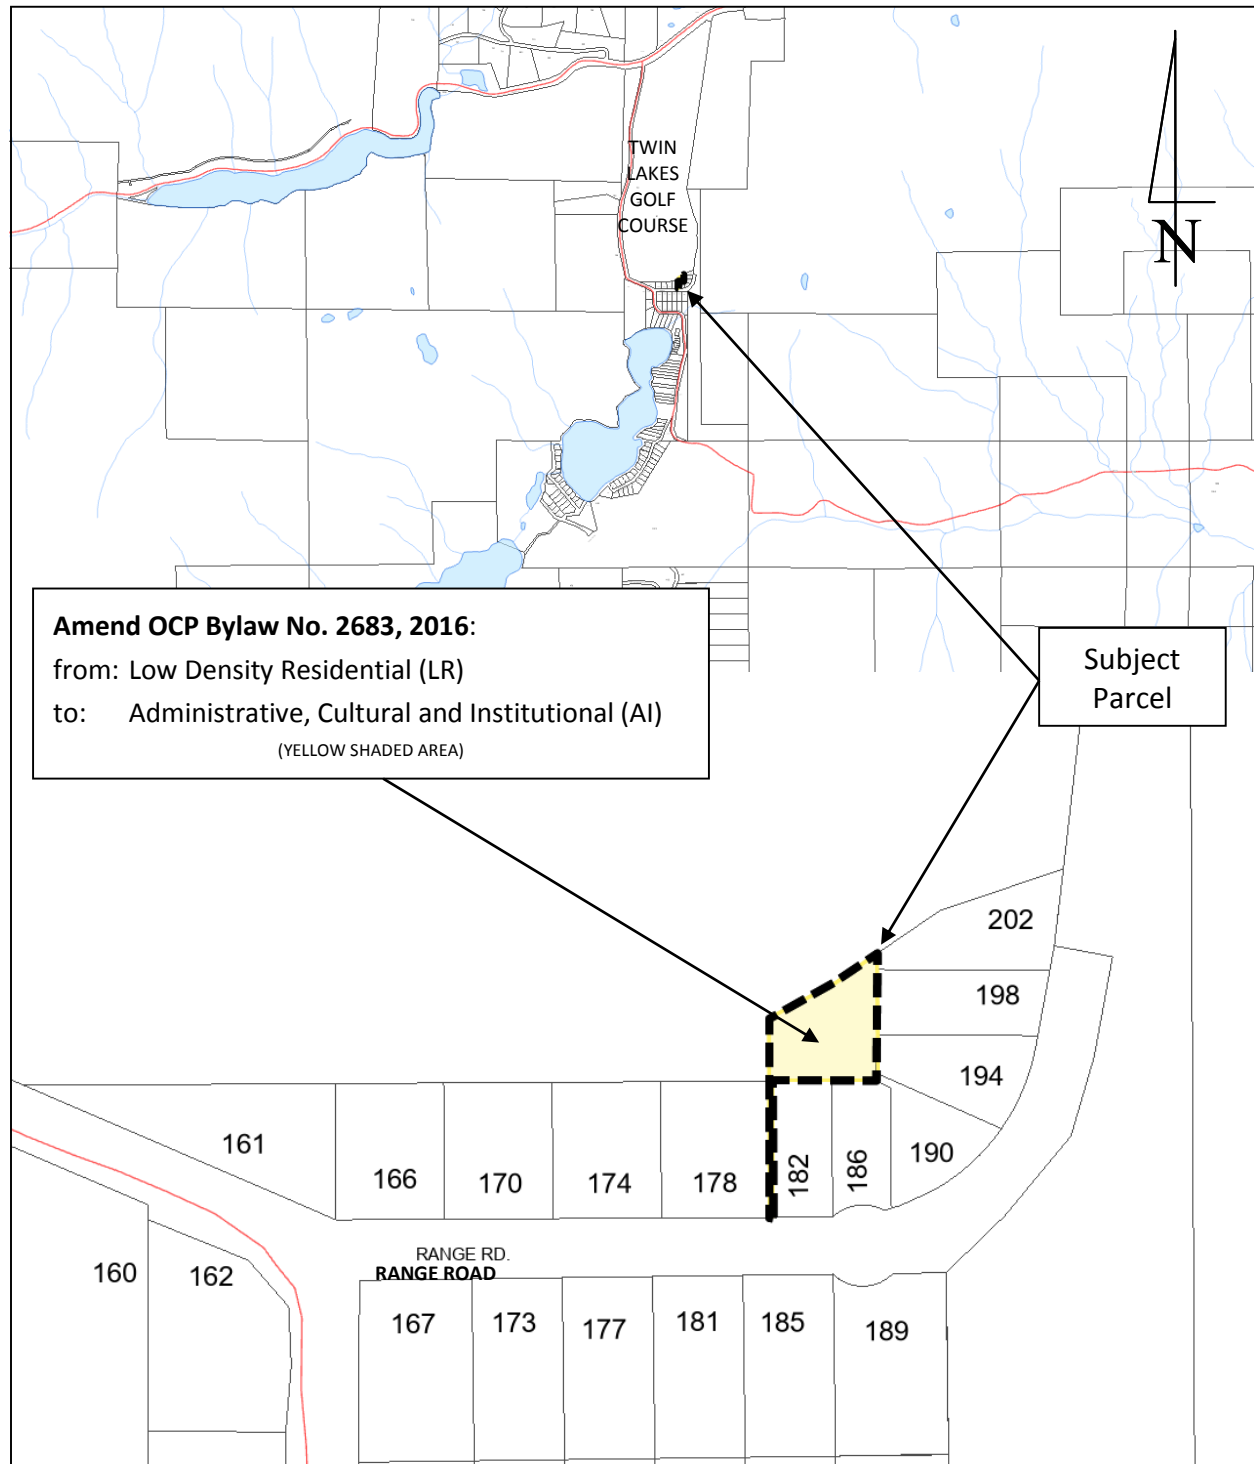 TWIN
LAKES
GOLF
COURSE
N
Amend OCP Bylaw No. 2683, 2016:
from: Low Density Residential (LR)
to: Administrative, Cultural and Institutional (AI)
(YELLOW SHADED AREA)
Subject
Parcel
202
198
194
190
186
182
178
174
170
166
161
RANGE RD.
RANGE ROAD
160
162
167
173
177
181
185
189